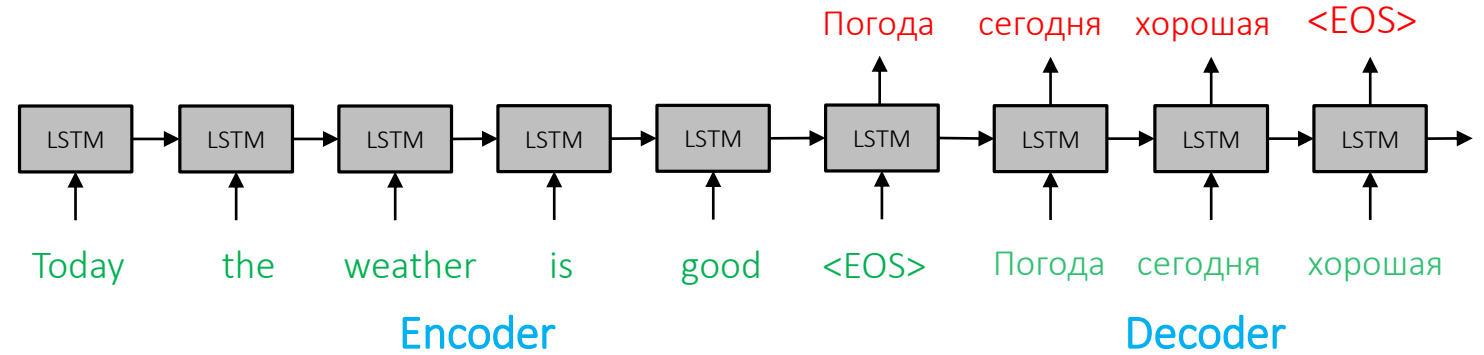 Погода сегодня хорошая <EOS>
LSTM LSTM LSTM LSTM LSTM LSTM LSTM LSTM LSTM
Today the weather is good <EOS> Погода сегодня хорошая
Encoder Decoder